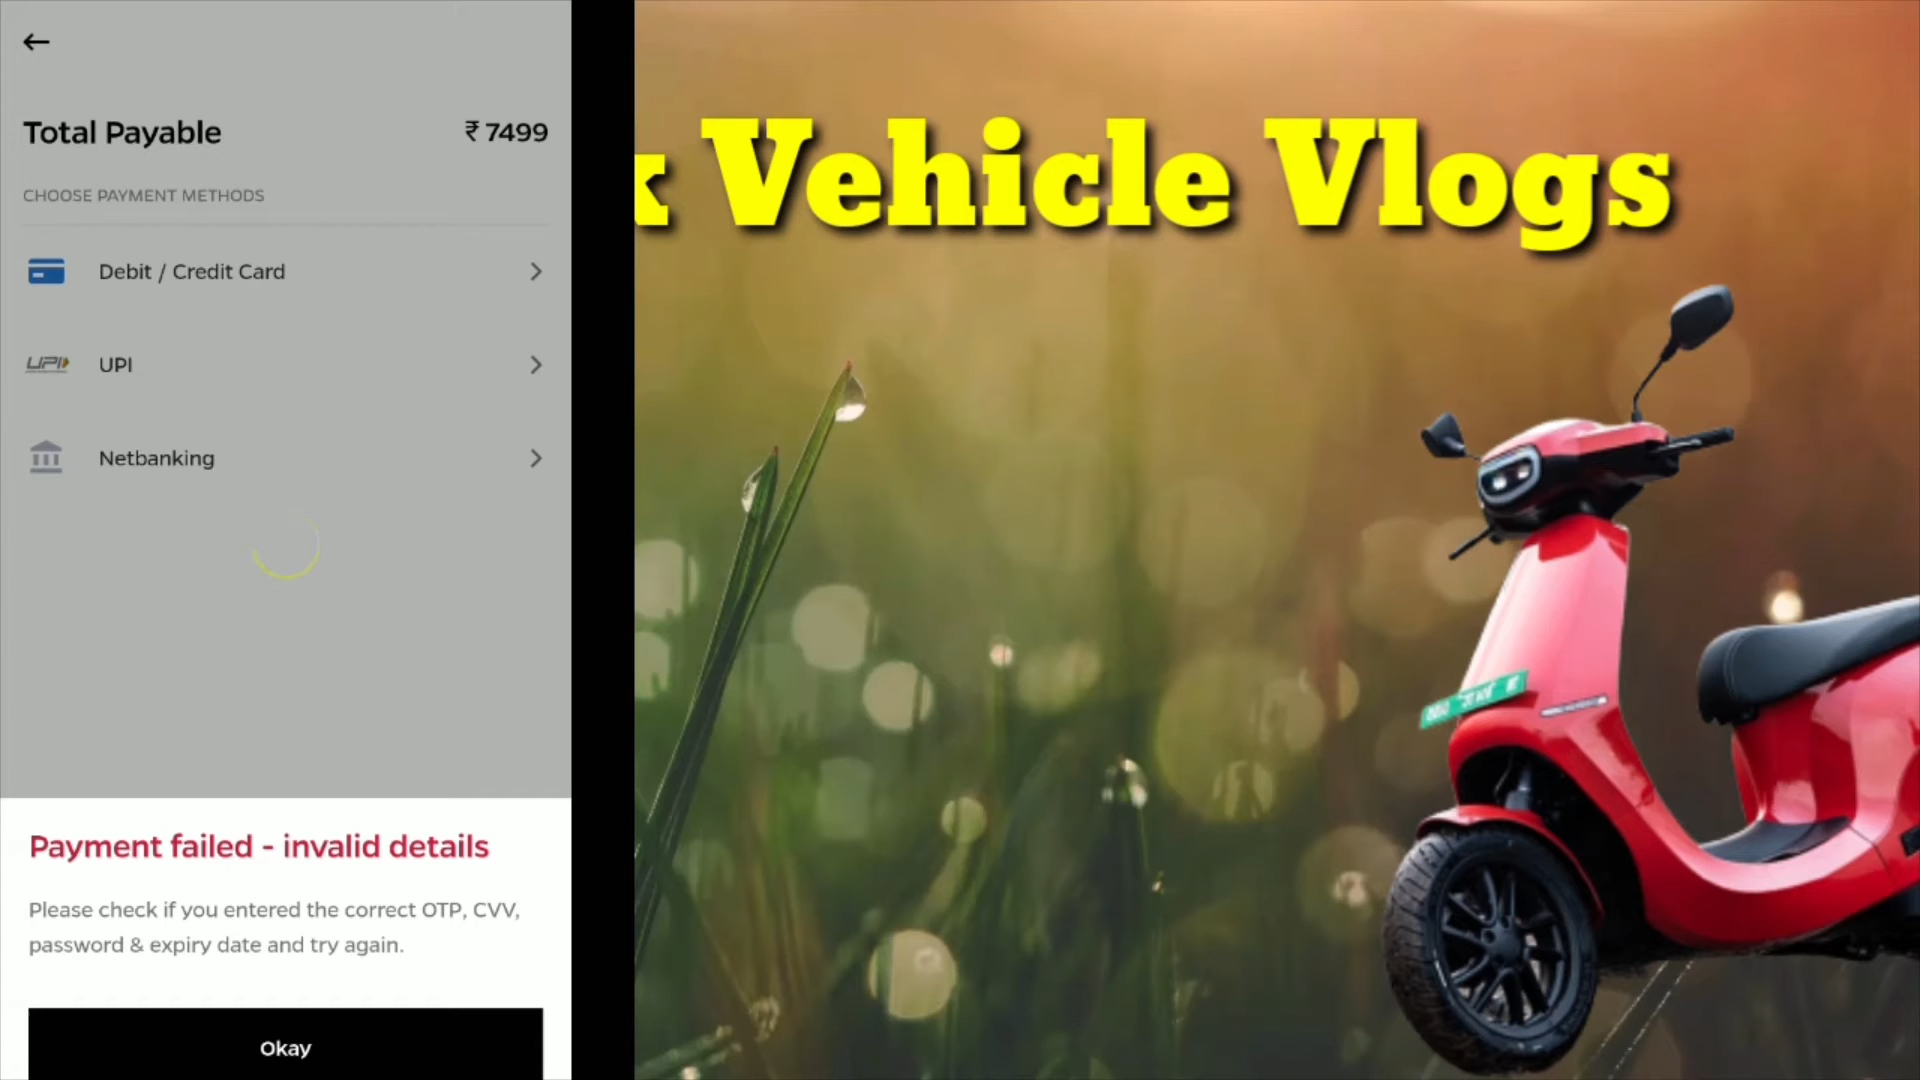 Total Payable ₹ 7499
CHOOSE PAYMENT METHODS
Debit / Credit Card
UPI UPI
Netbanking
Payment failed - invalid details
Please check if you entered the correct OTP, CVV,
password & expiry date and try again.
Okay
k Vehicle Vlogs